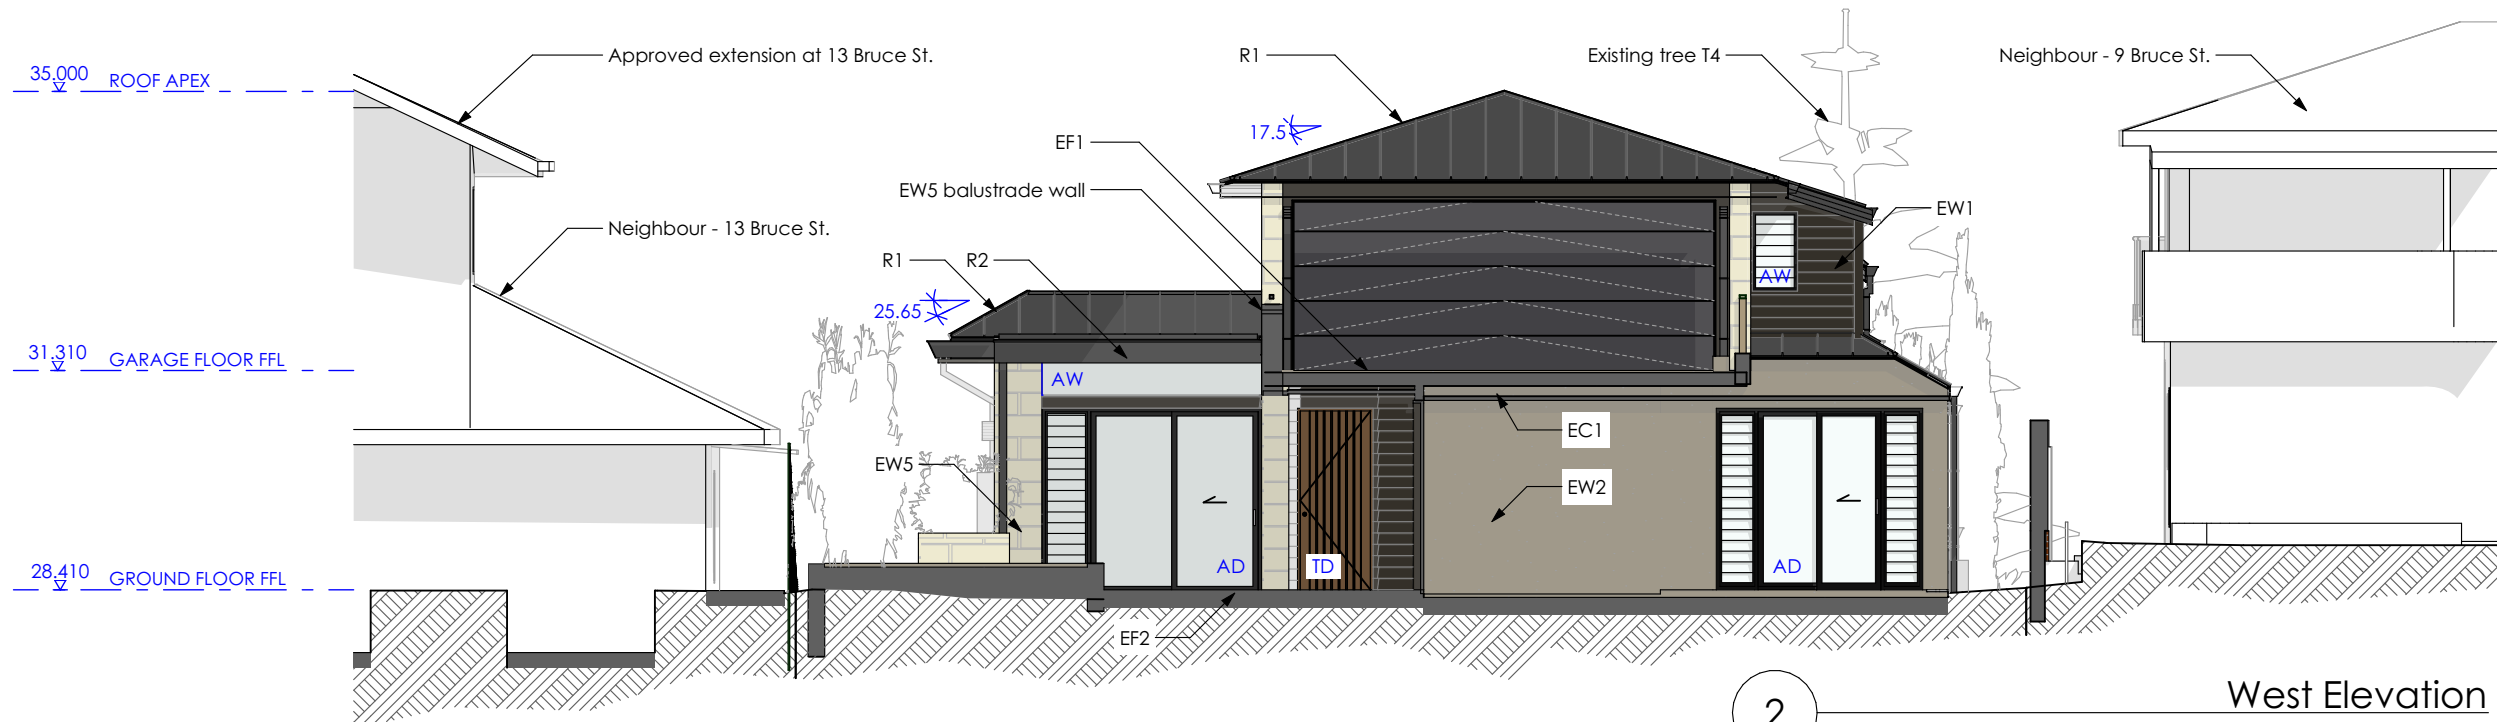 Approved extension at 13 Bruce St.
R1
Existing tree T4
Neighbour - 9 Bruce St.
35.000 ROOF APEX
17.5
EF1
EW5 balustrade wall
EW1
Neighbour - 13 Bruce St.
R1
R2
AW
25.65
31.310 GARAGE FLOOR FFL
AW
EC1
EW5
EW2
28.410 GROUND FLOOR FFL
AD
TD
AD
EF2
2
West Elevation